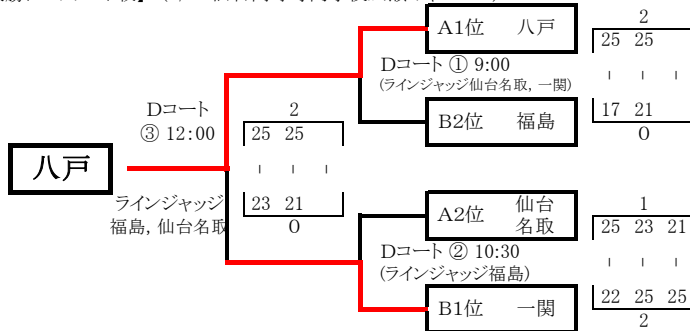 A1位 八戸
2
25 25
Dコート ① 9:00
(ラインジャッジ仙台名取, 一関)
17 21
0
B2位 福島
Dコート
③ 12:00
2
25 25
八戸
ラインジャッジ
福島, 仙台名取
23 21
0
A2位 仙台
名取
1
25 23 21
Dコート ② 10:30
(ラインジャッジ福島)
22 25 25
2
B1位 一関